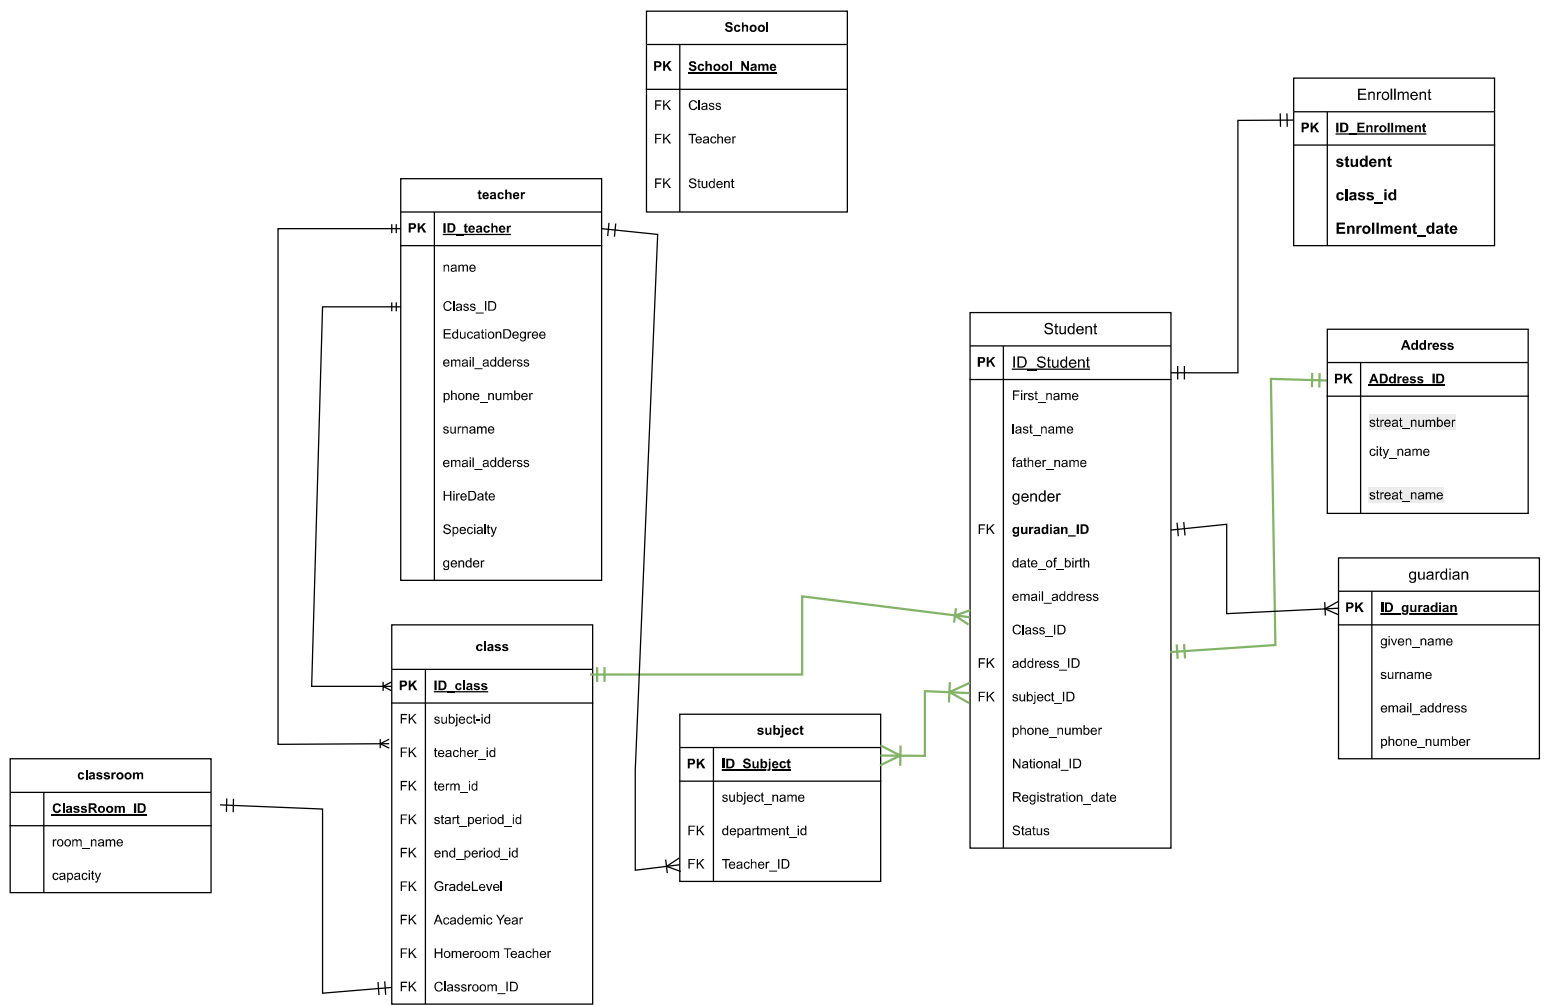 School
PK School_Name
FK Class
FK Teacher
FK Student
Enrollment
PK ID_Enrollment
student
class_id
Enrollment_date
teacher
PK ID_teacher
name
Class_ID
EducationDegree
email_adderss
phone_number
surname
email_adderss
HireDate
Specialty
gender
Student
PK ID_Student
First_name
last_name
father_name
gender
FK guradian_ID
date_of_birth
email_address
Class_ID
FK address_ID
FK subject_ID
phone_number
National_ID
Registration_date
Status
Address
PK ADdress_ID
streat_number
city_name
streat_name
guardian
PK ID_guradian
given_name
surname
email_address
phone_number
class
PK ID_class
FK subject-id
FK teacher_id
FK term_id
FK start_period_id
FK end_period_id
FK GradeLevel
FK Academic Year
FK Homeroom Teacher
FK Classroom_ID
subject
PK ID_Subject
subject_name
FK department_id
FK Teacher_ID
classroom
ClassRoom_ID
room_name
capacity